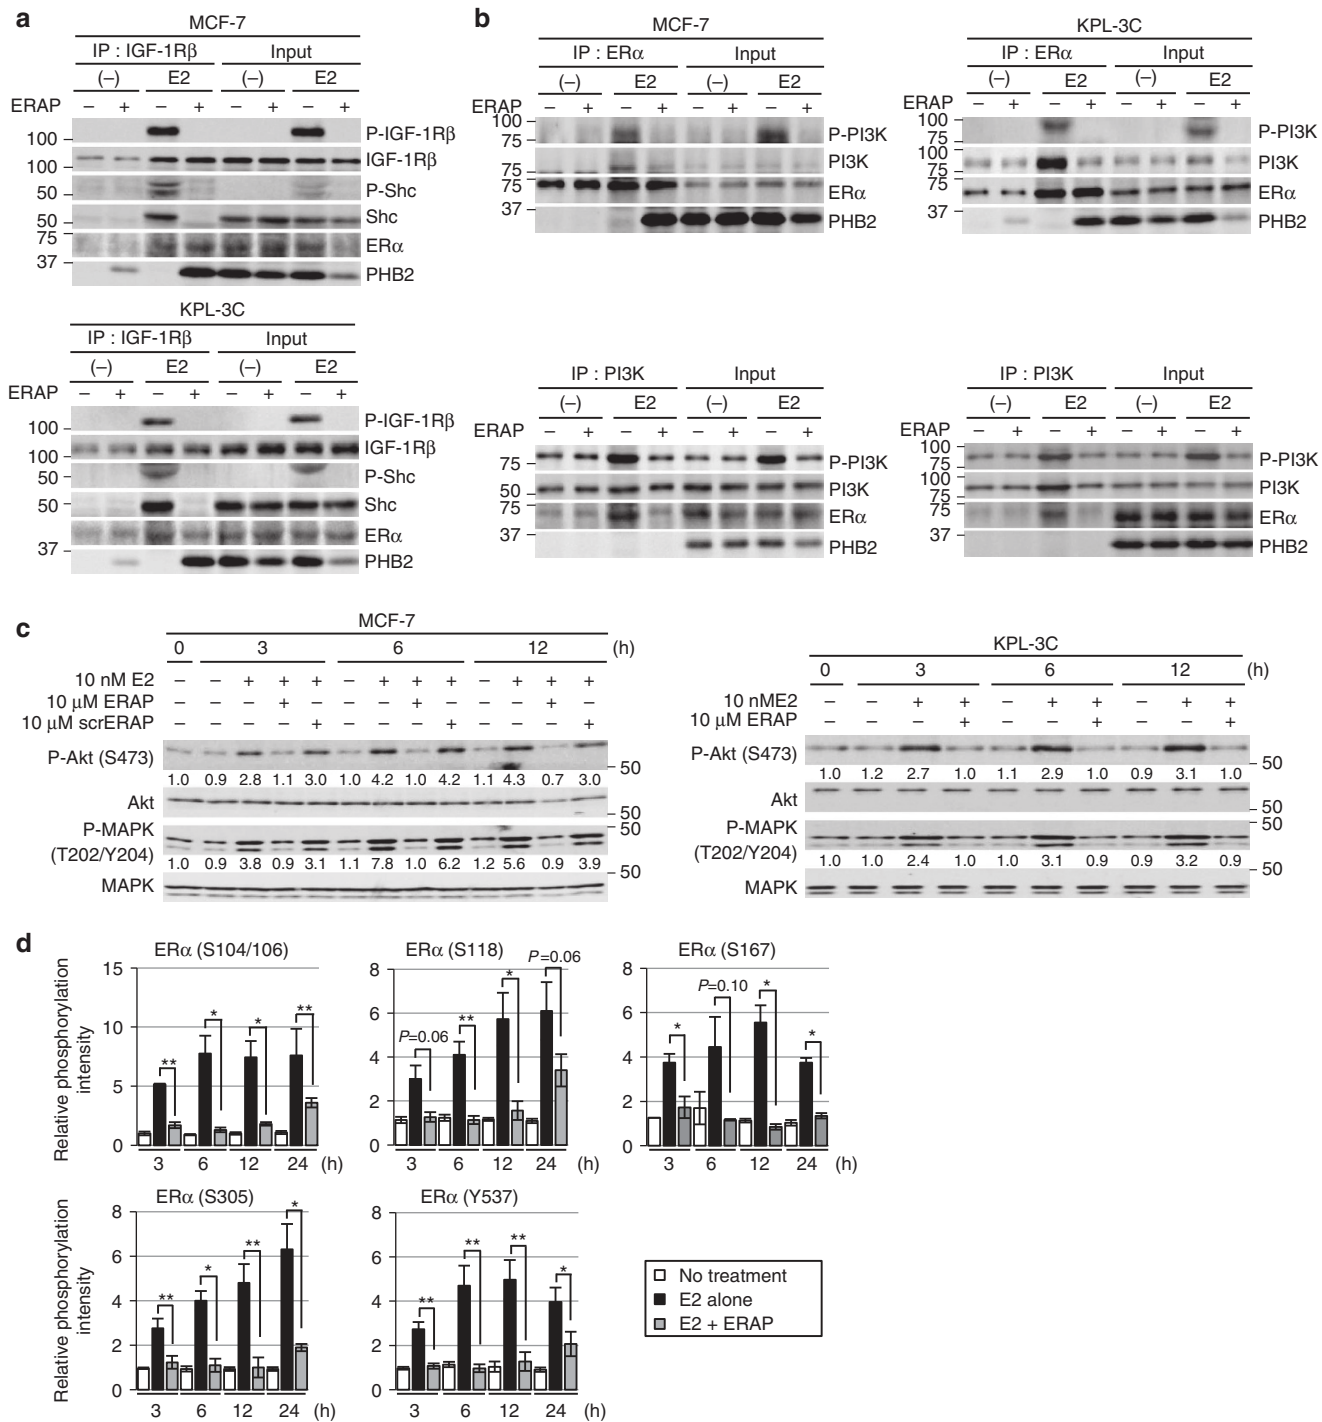 a
MCF-7
IP : IGF-1Rβ Input
(–) E2 (–) E2
ERAP – + – + – + – +
100 P-IGF-1Rβ
100 IGF-1Rβ
50 P-Shc
50 Shc
75 ERα
37 PHB2
KPL-3C
IP : IGF-1Rβ Input
(–) E2 (–) E2
ERAP – + – + – + – +
100 P-IGF-1Rβ
100 IGF-1Rβ
50 P-Shc
50 Shc
ERα
37 PHB2
b
MCF-7
IP : ERα Input
(–) E2 (–) E2
ERAP – + – + – + – +
100
75 P-PI3K
PI3K
75
75 ERα
37 PHB2
KPL-3C
IP : ERα Input
(–) E2 (–) E2
ERAP – + – + – + – +
100
75 P-PI3K
100
75 PI3K
75 ERα
37 PHB2
IP : PI3K Input
(–) E2 (–) E2
ERAP – + – + – + – +
75 P-PI3K
50 PI3K
75
50 ERα
37 PHB2
IP : PI3K Input
(–) E2 (–) E2
ERAP – + – + – + – +
100
75 P-PI3K
100
75 PI3K
75
50 ERα
37 PHB2
c
MCF-7
0 3 6 12 (h)
10 nM E2 – – + + + – + + + – + + +
10 μM ERAP – – – + – – – + – – – + –
10 μM scrERAP – – – – + – – – + – – – +
P-Akt (S473)
50
1.0 0.9 2.8 1.1 3.0 1.0 4.2 1.0 4.2 1.1 4.3 0.7 3.0
Akt
50
P-MAPK
(T202/Y204)
50
1.0 0.9 3.8 0.9 3.1 1.1 7.8 1.0 6.2 1.2 5.6 0.9 3.9
50
MAPK
KPL-3C
0 3 6 12 (h)
10 nME2 – – + + – + + – + +
10 μM ERAP – – – + – – + – – +
P-Akt (S473)
50
1.0 1.2 2.7 1.0 1.1 2.9 1.0 0.9 3.1 1.0
Akt
50
P-MAPK
(T202/Y204)
50
1.0 1.0 2.4 1.0 1.0 3.1 0.9 0.9 3.2 0.9
50
MAPK
d
ERα (S104/106)
Relative phosphorylation
intensity
15
10
5
0
** * * **
3 6 12 24 (h)
ERα (S118)
8
6
4
2
0
P=0.06 ** * P=0.06
3 6 12 24 (h)
ERα (S167)
8
6
4
2
0
* P=0.10 * *
3 6 12 24 (h)
ERα (S305)
Relative phosphorylation
intensity
8
6
4
2
0
** * ** *
3 6 12 24 (h)
ERα (Y537)
8
6
4
2
0
** ** ** *
3 6 12 24 (h)
No treatment
E2 alone
E2 + ERAP